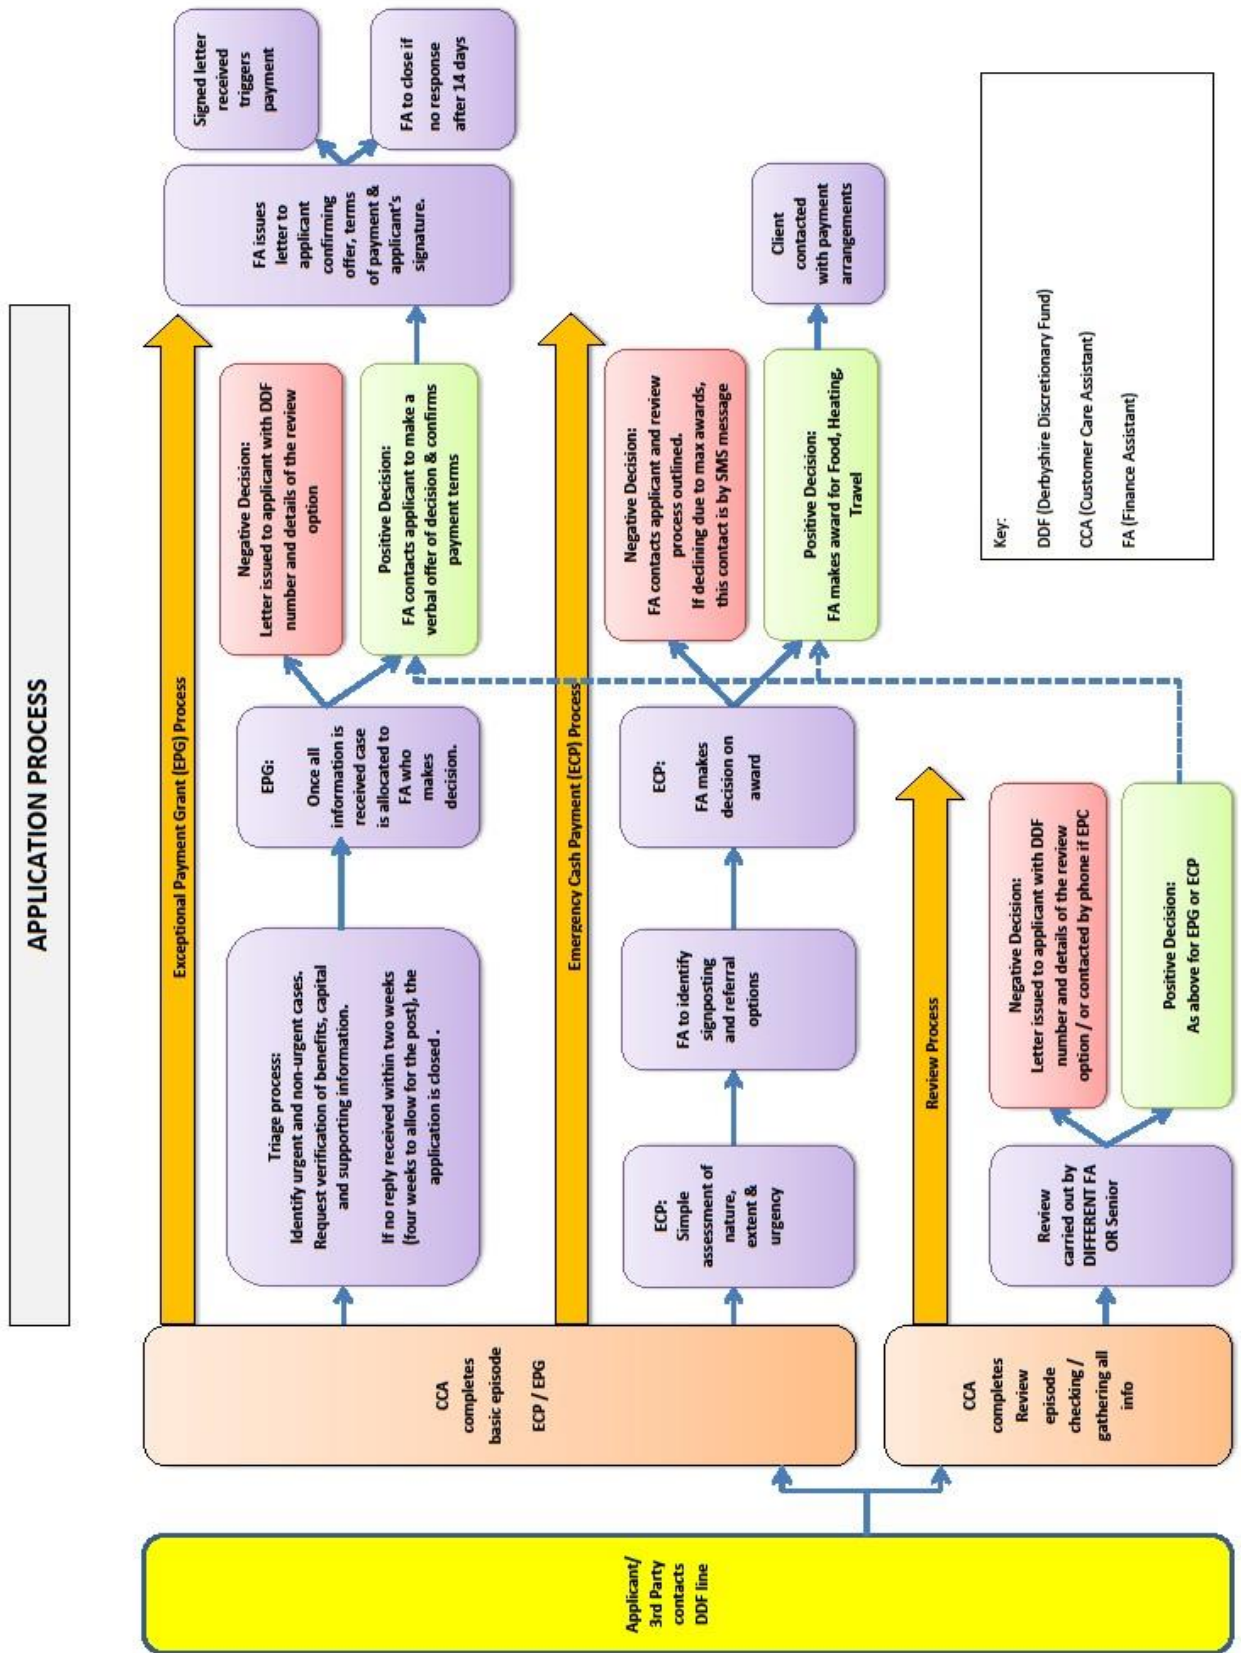 APPLICATION PROCESS
Applicant/
3rd Party
contacts
DDF line
CCA
completes
basic episode
ECP / EPG
Exceptional Payment Grant (EPG) Process
Triage process:
Identify urgent and non-urgent cases.
Request verification of benefits, capital
and supporting information.
If no reply received within two weeks
(four weeks to allow for the post), the
application is closed .
EPG:
Once all
information is
received case
is allocated to
FA who
makes
decision.
Negative Decision:
Letter issued to applicant with DDF
number and details of the review
option
Positive Decision:
FA contacts applicant to make a
verbal offer of decision & confirms
payment terms
FA issues
letter to
applicant
confirming
offer, terms
of payment &
applicant's
signature.
Signed letter
received
triggers
payment
FA to close if
no response
after 14 days
Emergency Cash Payment (ECP) Process
ECP:
Simple
assessment of
nature,
extent &
urgency
FA to identify
signposting
and referral
options
ECP:
FA makes
decision on
award
Negative Decision:
FA contacts applicant and review
process outlined.
If declining due to max awards,
this contact is by SMS message
Positive Decision:
FA makes award for Food, Heating,
Travel
Client
contacted
with payment
arrangements
CCA
completes
Review
episode
checking /
gathering all
info
Review Process
Review
carried out by
DIFFERENT FA
OR Senior
Negative Decision:
Letter issued to applicant with DDF
number and details of the review
option / or contacted by phone if EPC
Positive Decision:
As above for EPG or ECP
Key:
DDF (Derbyshire Discretionary Fund)
CCA (Customer Care Assistant)
FA (Finance Assistant)